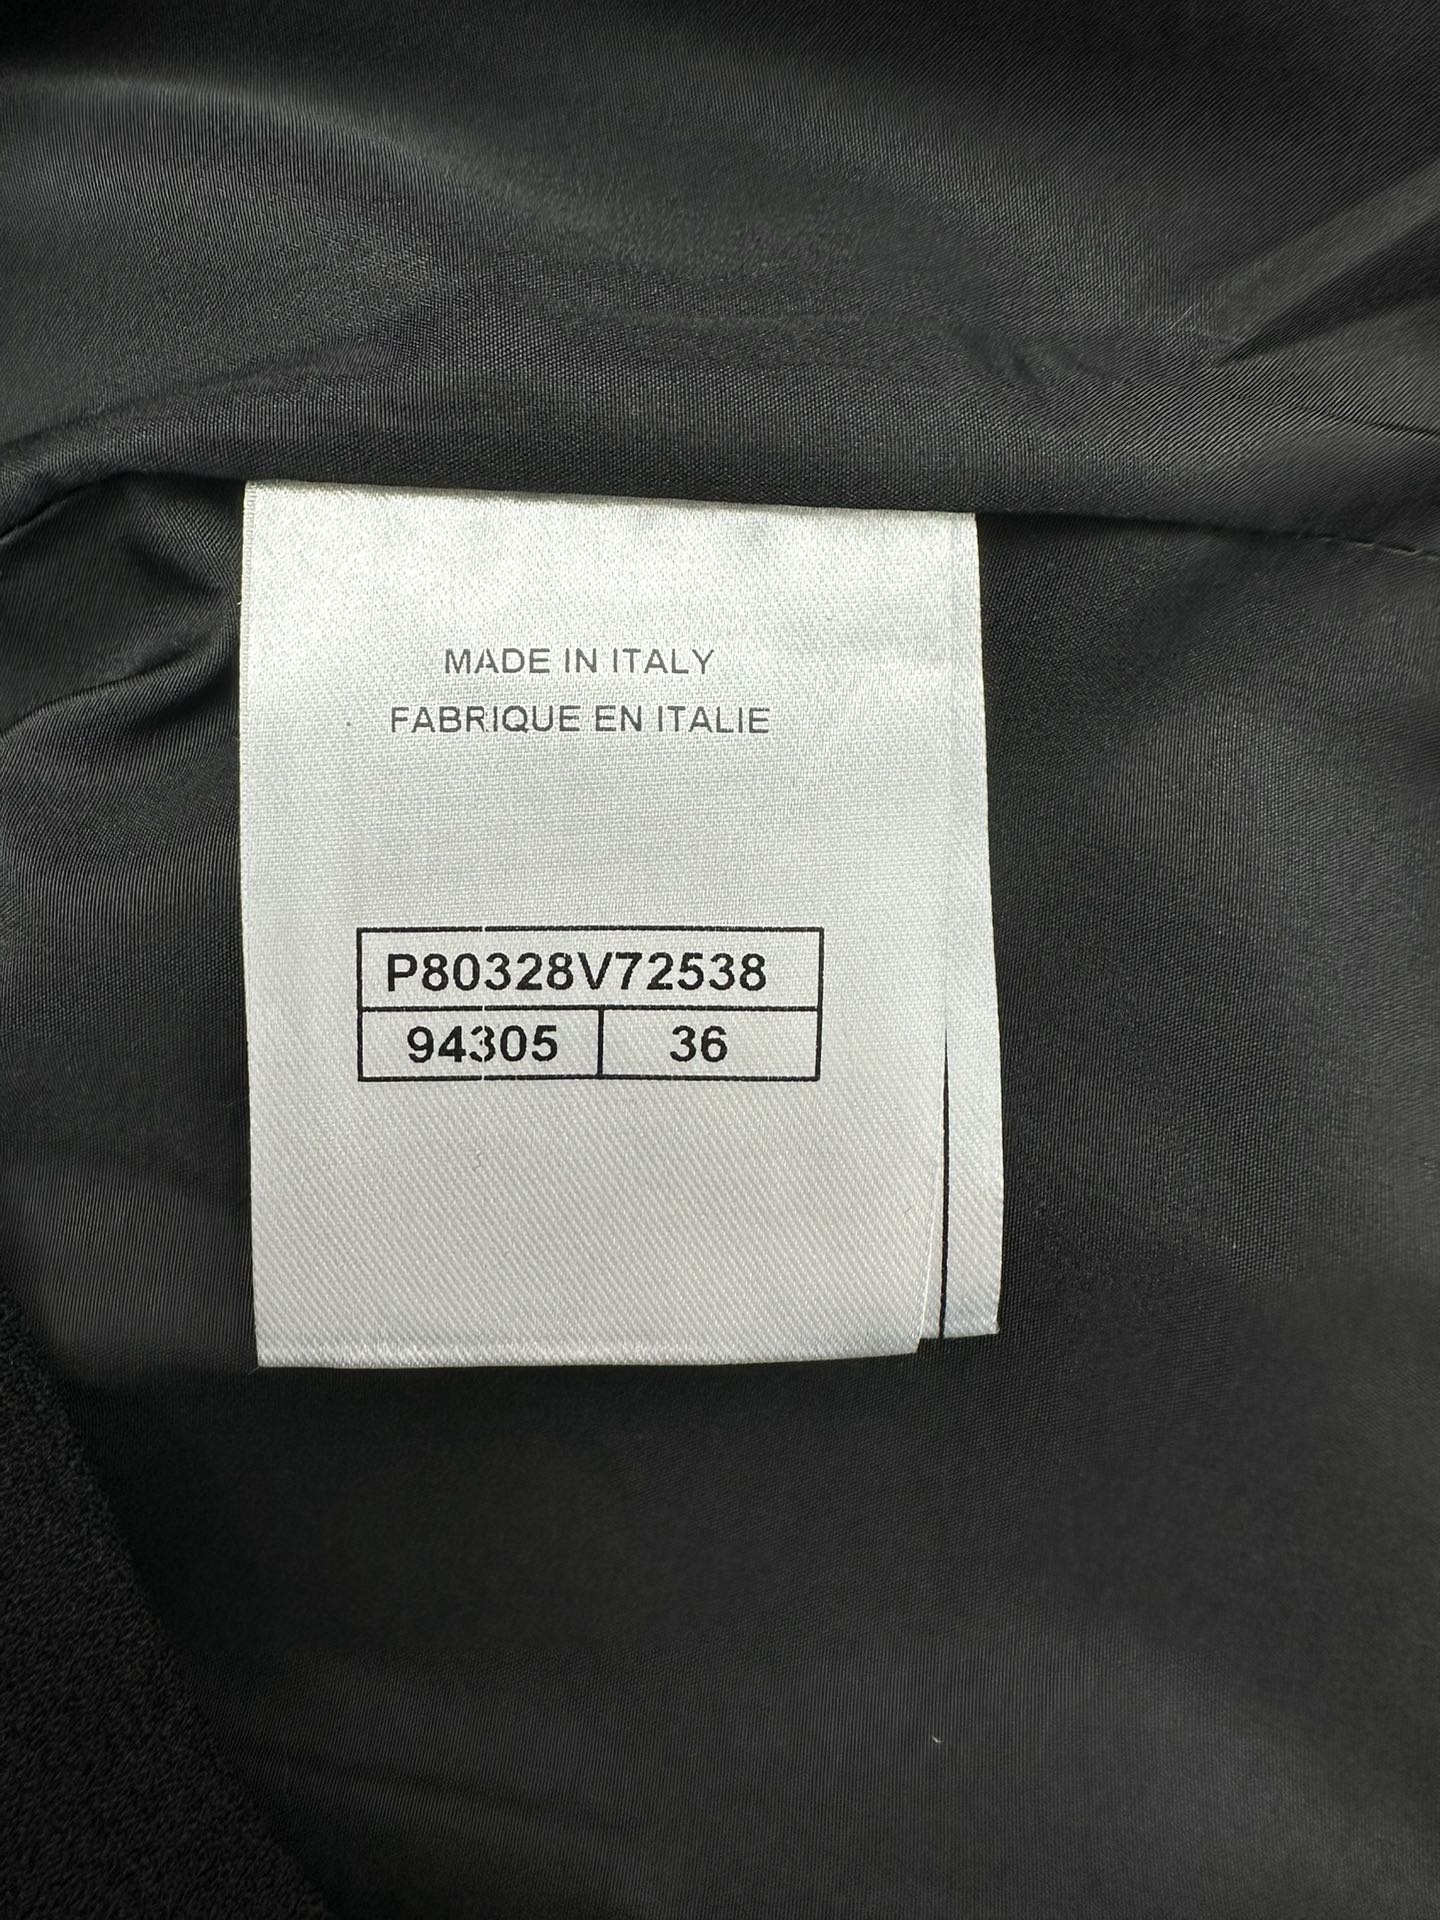 MADE IN ITALY
FABRIQUE EN ITALIE
P80328V72538
94305 36